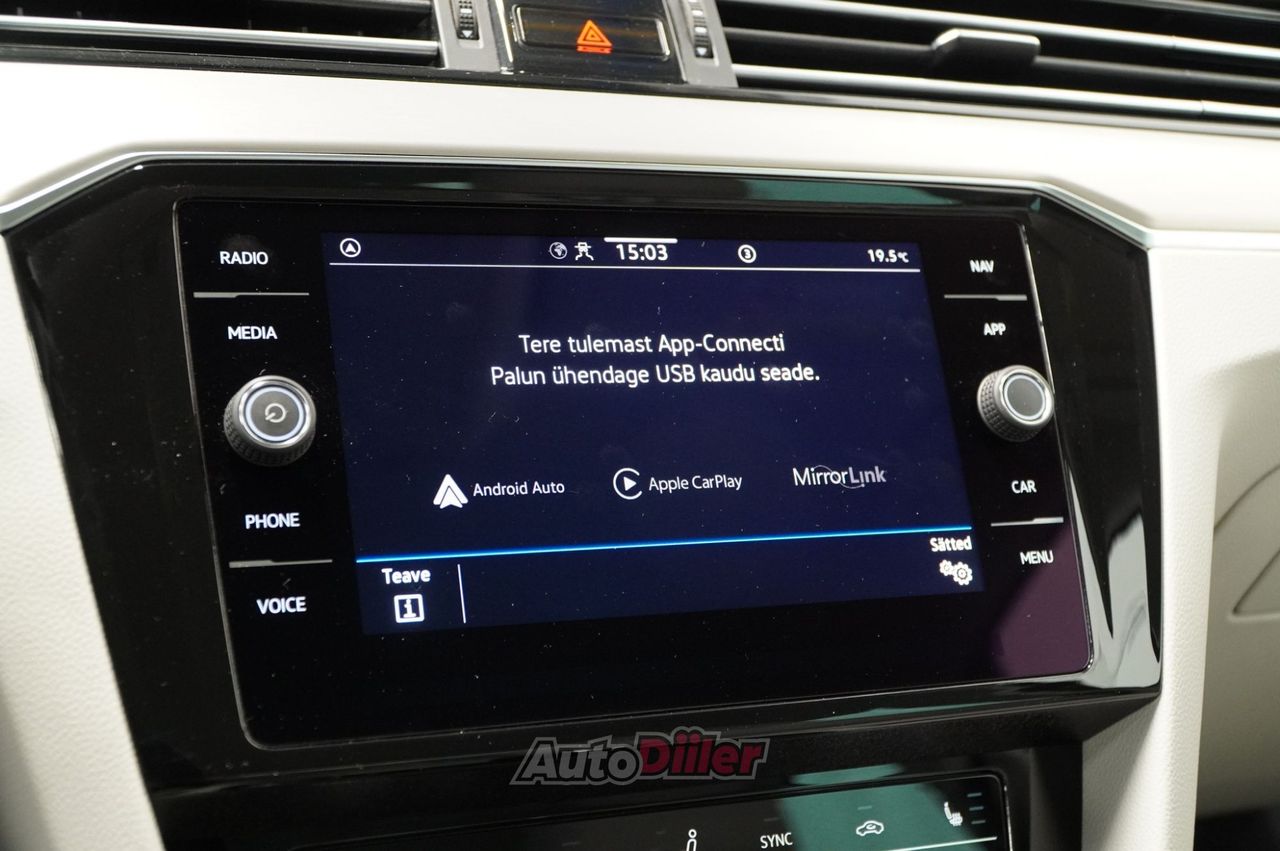 RADIO
MEDIA
PHONE
VOICE
15:03
3
19.5°C
Tere tulemast App-Connecti
Palun ühendage USB kaudu seade.
Android Auto
Apple CarPlay
MirrorLink
Teave
i
Sätted
NAV
APP
CAR
MENU
AutoDiiler
SYNC